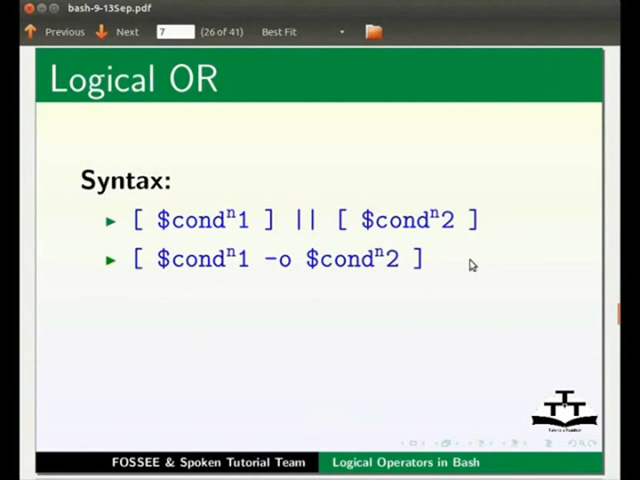 bash-9-13Sep.pdf
Previous Next 7 (26 of 41) Best Fit
Logical OR
Syntax:
[ $condⁿ1 ] || [ $condⁿ2 ]
[ $condⁿ1 -o $condⁿ2 ]
FOSSEE & Spoken Tutorial Team Logical Operators in Bash